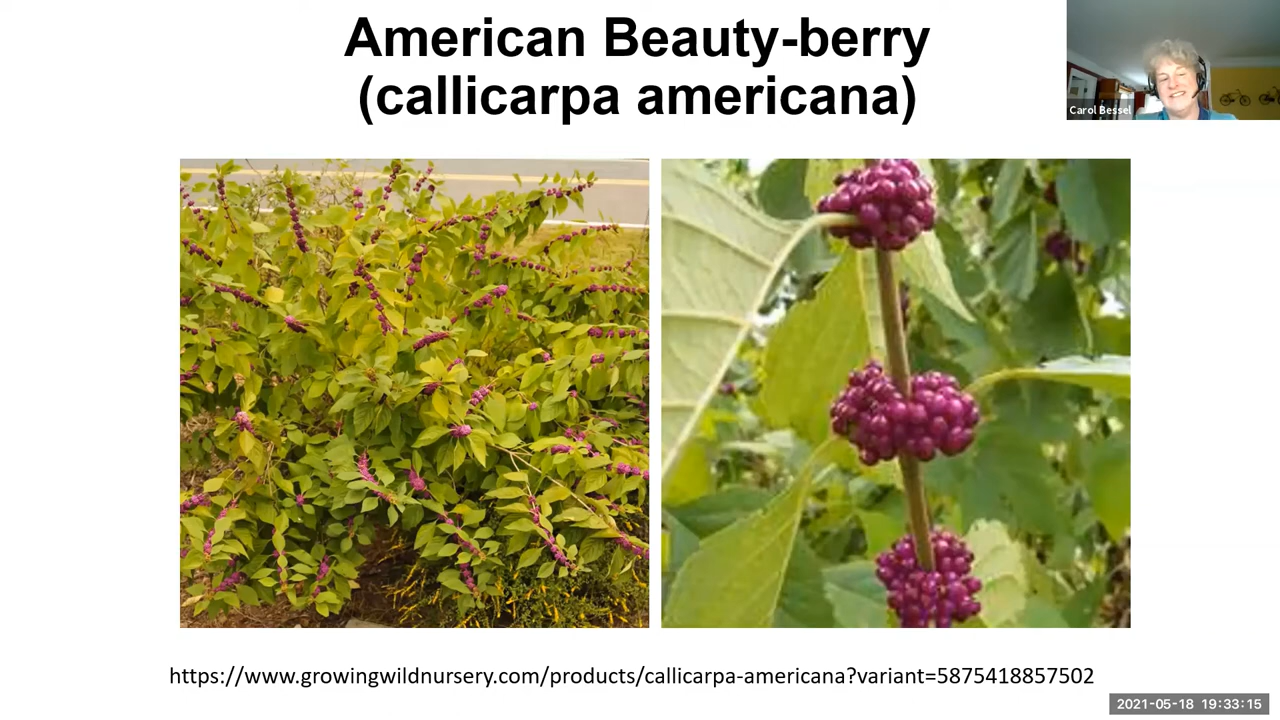 American Beauty-berry
(callicarpa americana)
Carol Bessel
https://www.growingwildnursery.com/products/callicarpa-americana?variant=5875418857502
2021-05-18 19:33:15